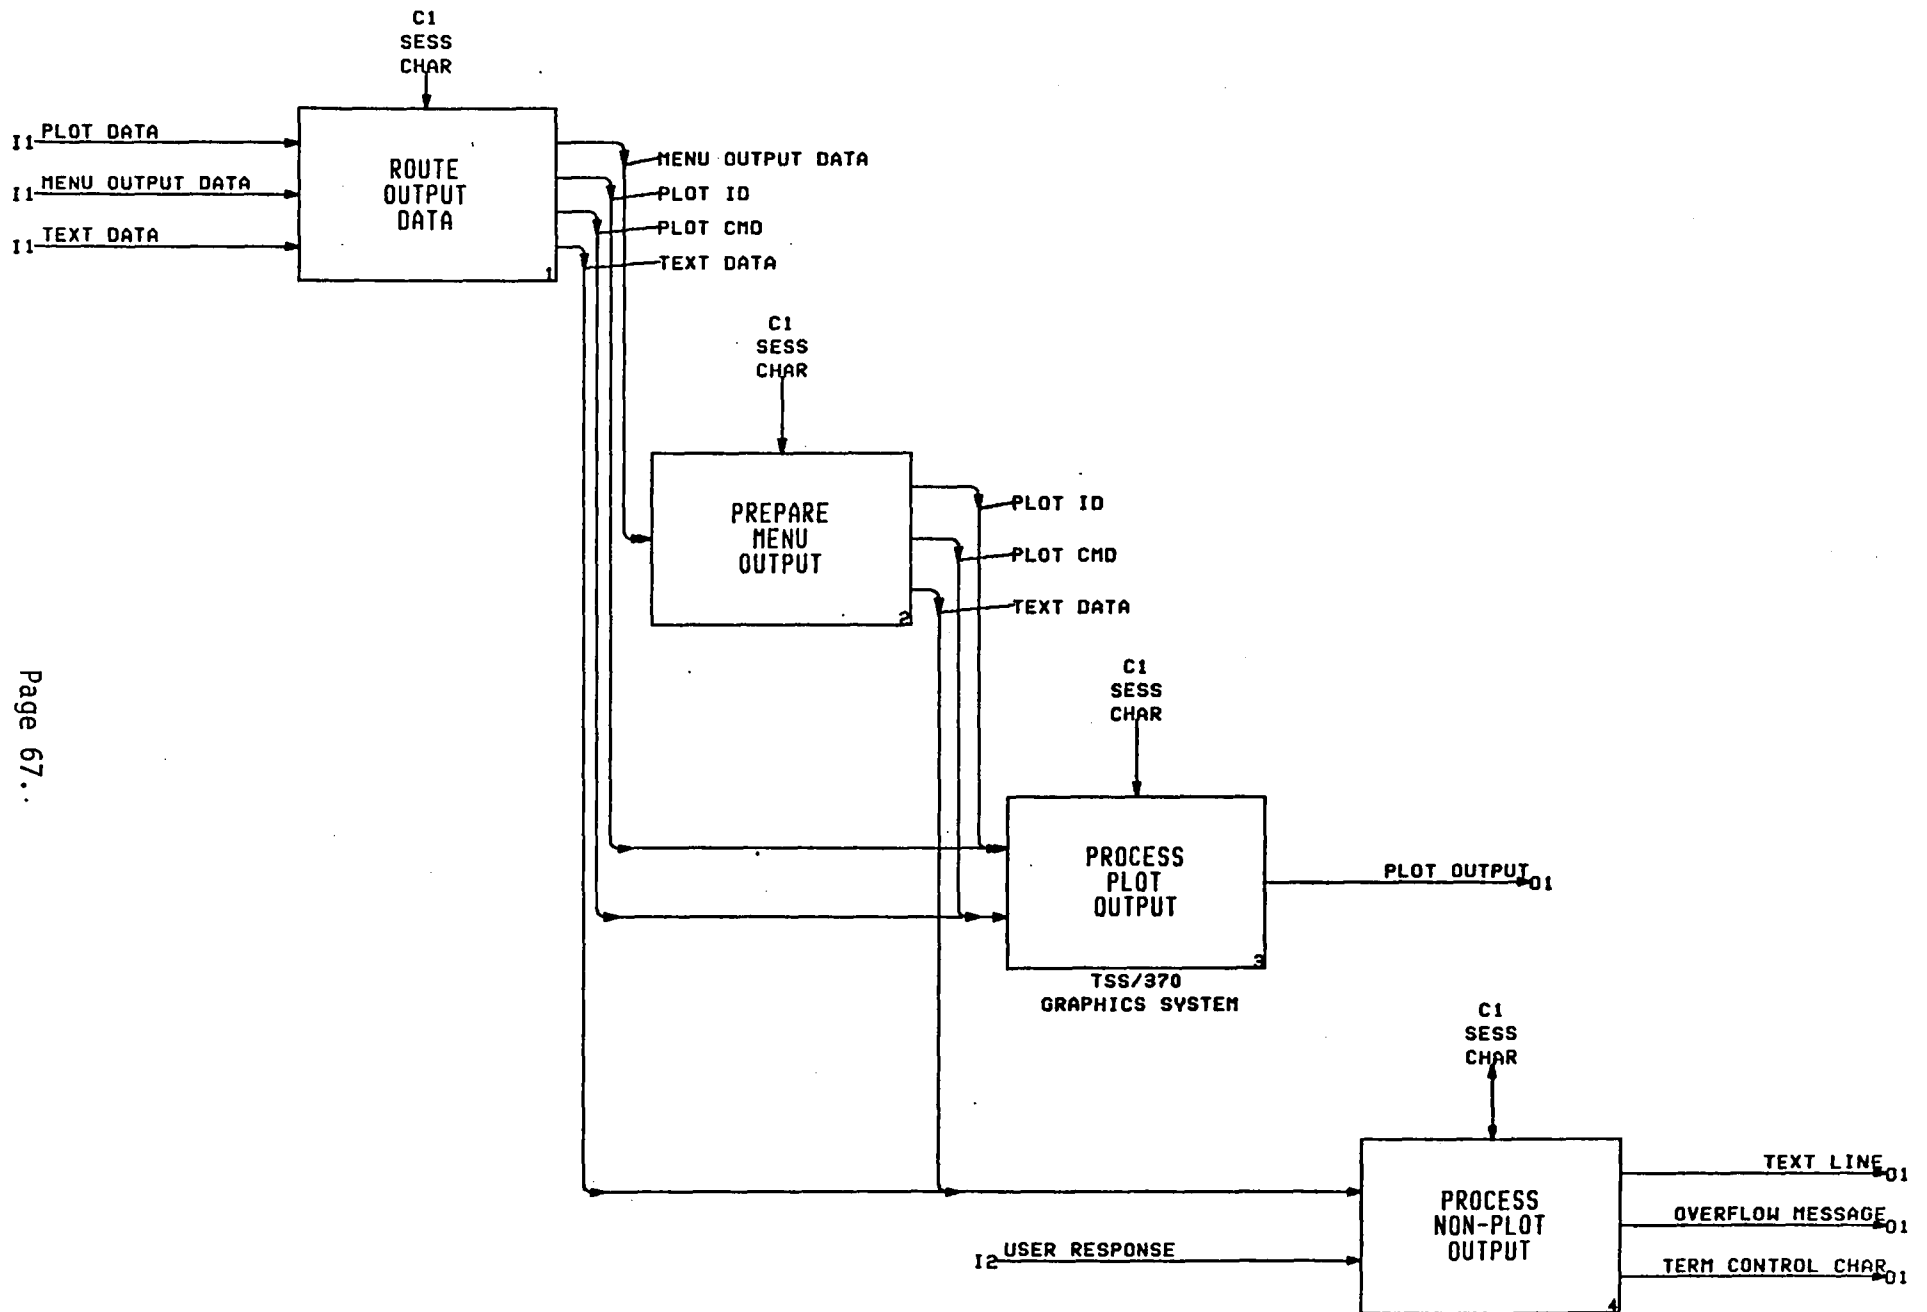 C1
SESS
CHAR
I1 PLOT DATA
I1 MENU OUTPUT DATA
I1 TEXT DATA
ROUTE
OUTPUT
DATA
1
MENU OUTPUT DATA
PLOT ID
PLOT CMD
TEXT DATA
C1
SESS
CHAR
PREPARE
MENU
OUTPUT
2
PLOT ID
PLOT CMD
TEXT DATA
C1
SESS
CHAR
PROCESS
PLOT
OUTPUT
3
TSS/370
GRAPHICS SYSTEM
PLOT OUTPUT O1
C1
SESS
CHAR
I2 USER RESPONSE
PROCESS
NON-PLOT
OUTPUT
4
TEXT LINE O1
OVERFLOW MESSAGE O1
TERM CONTROL CHAR O1
Page 67..